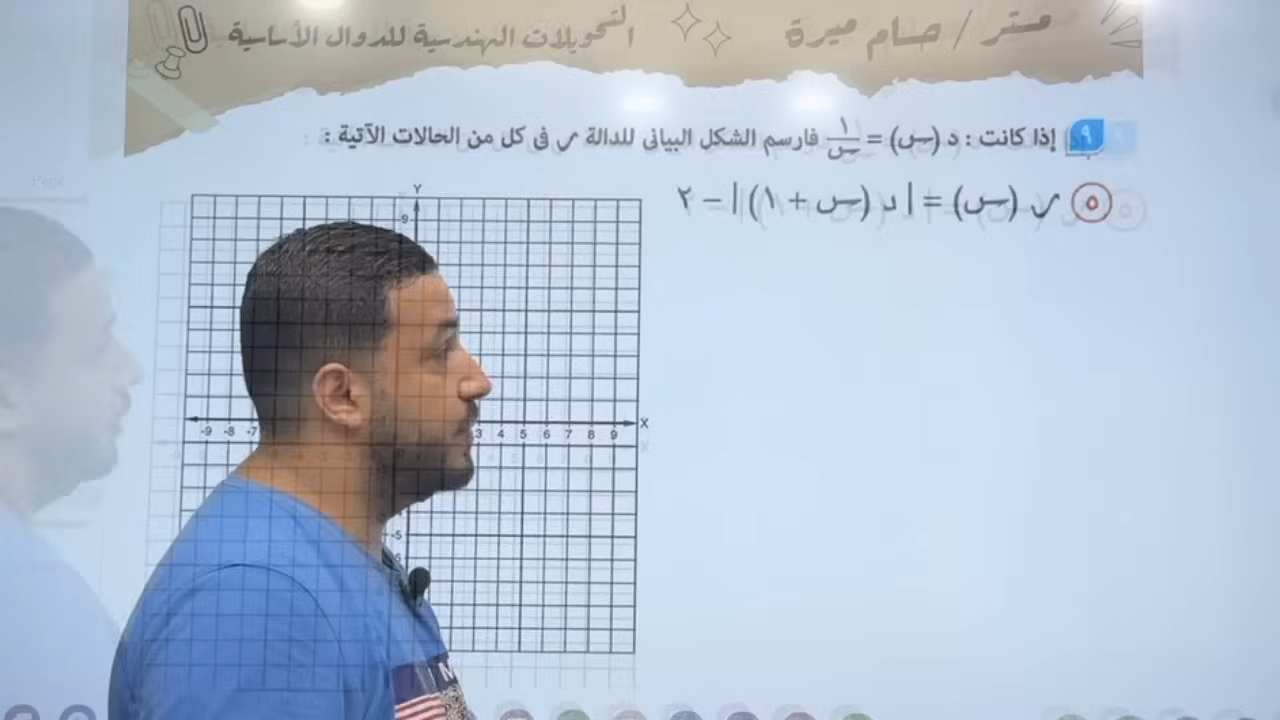 مستر / حسام ميرة
التحويلات الهندسية للدوال الأساسية
٩ إذا كانت : د (س) = ١/س فارسم الشكل البيانى للدالة ر فى كل من الحالات الآتية :
٥ ر (س) = | د (س + ١) | − ٢
Y
9
X
-9 -8 -7 3 4 5 6 7 8 9
-5